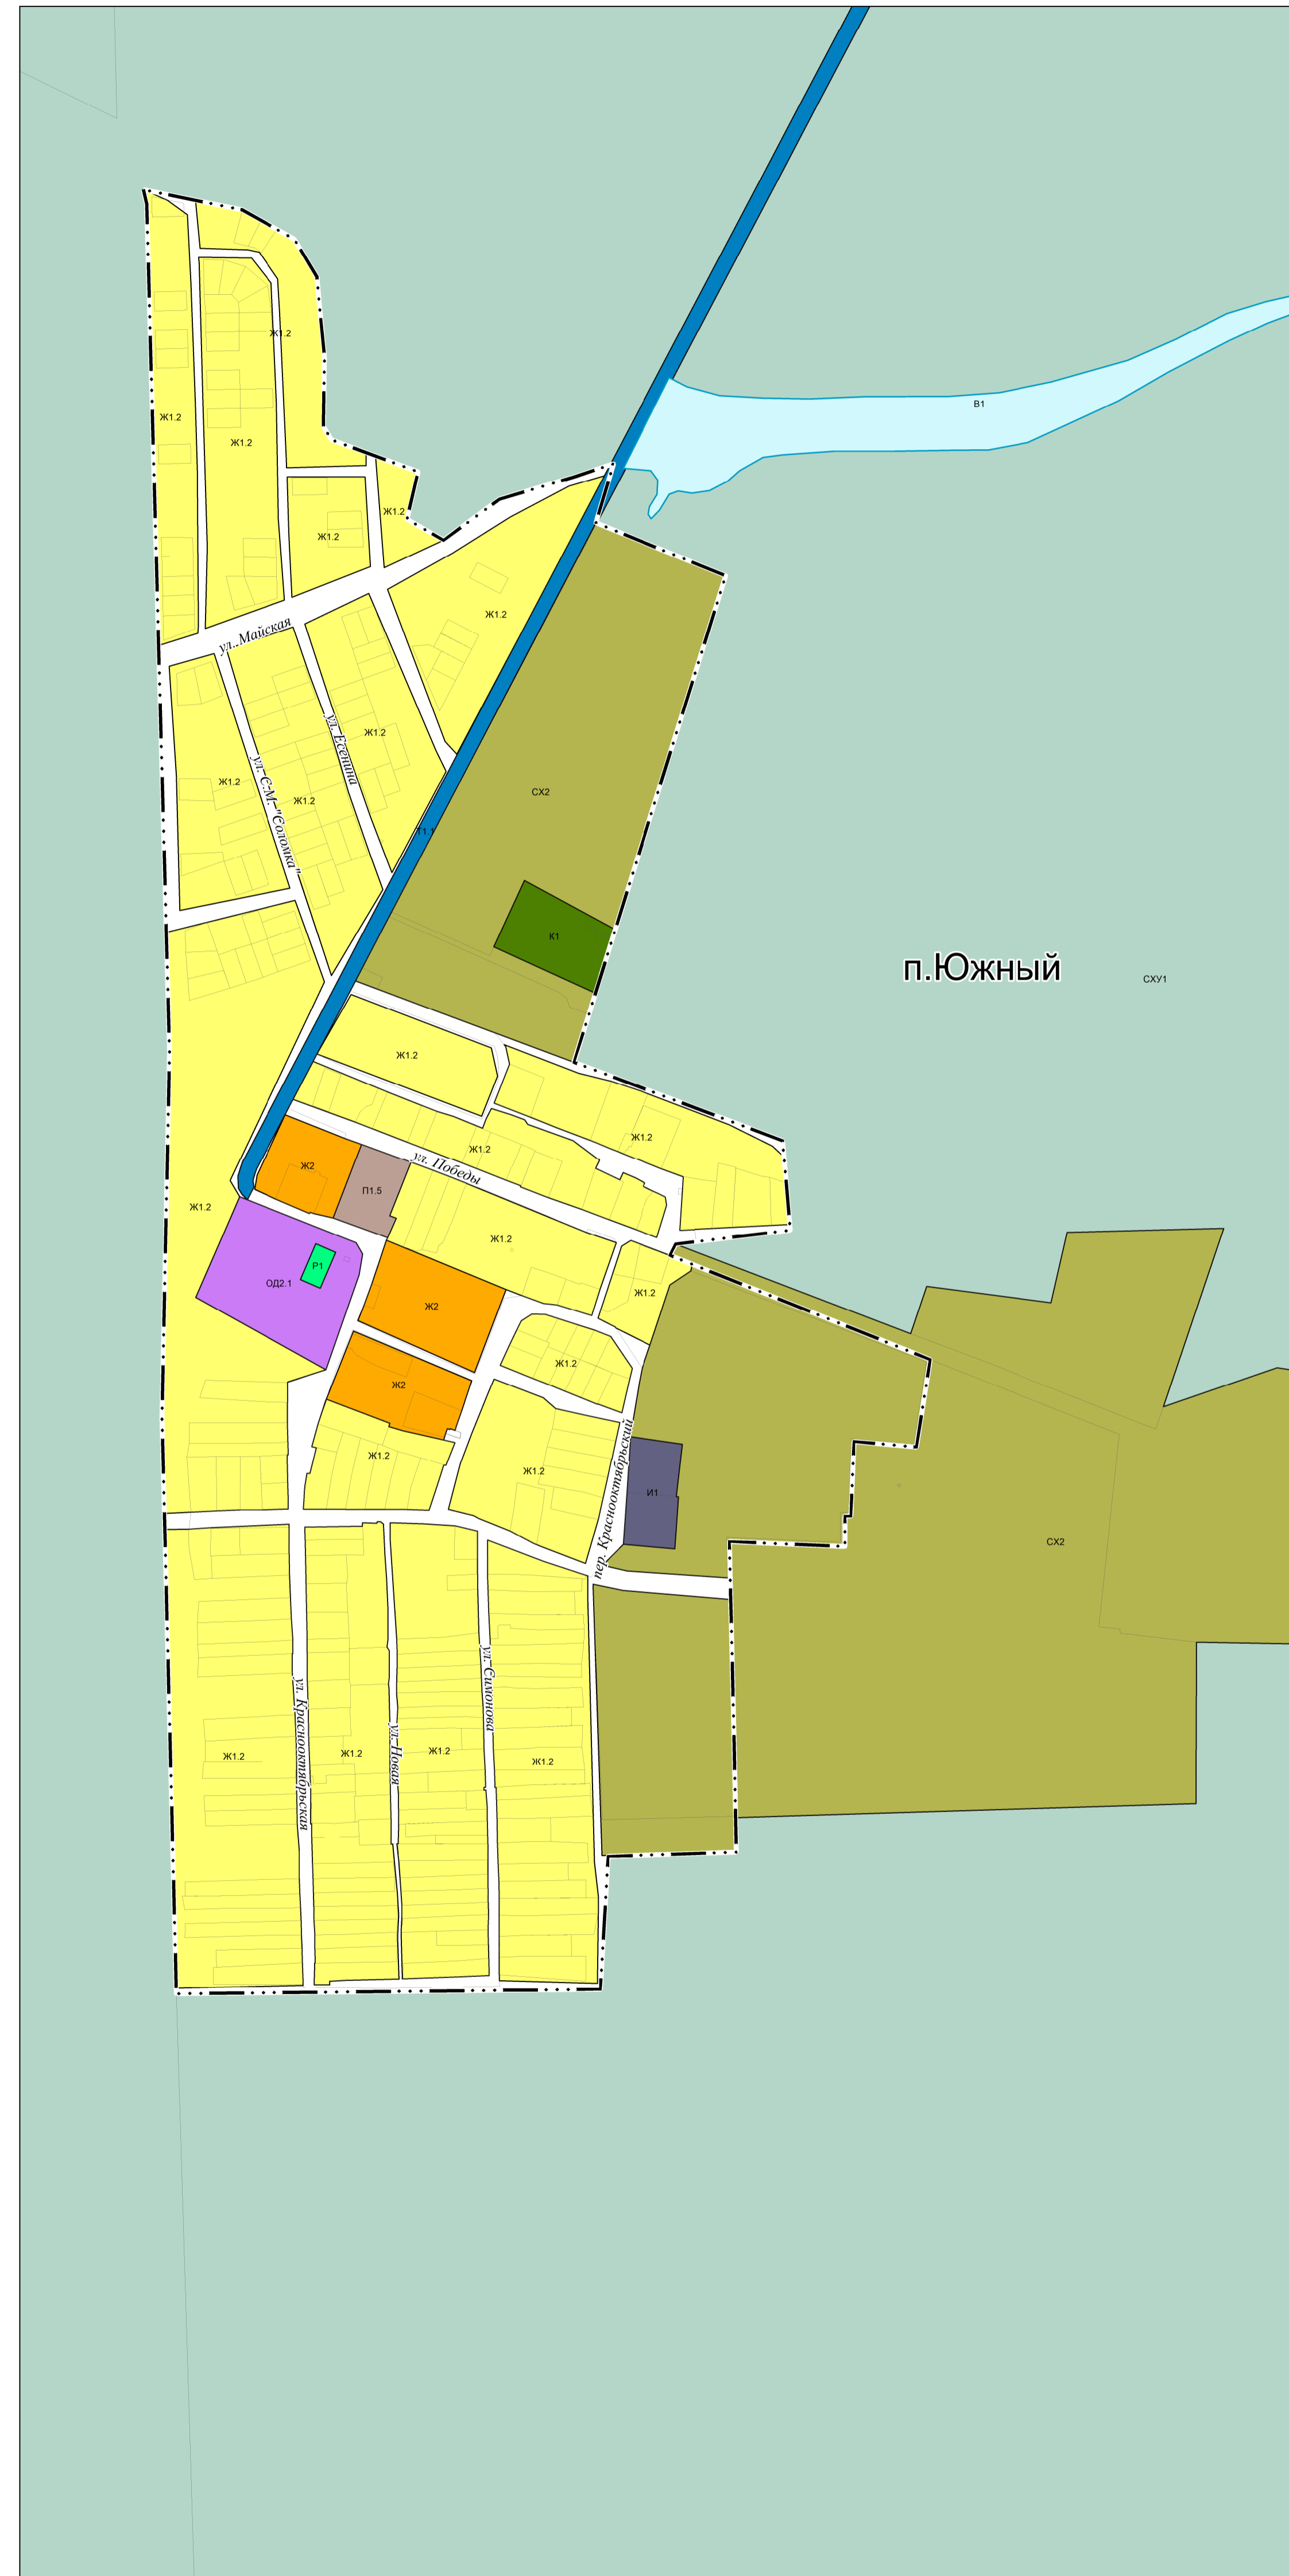 Ж1.2
Ж1.2
В1
Ж1.2
Ж1.2
Ж1.2
Ж1.2
ул. Майская
Ж1.2
ул. Есенина
Ж1.2
ул. С.М. "Соломка"
Ж1.2
СХ2
Т1.1
К1
п.Южный
СХУ1
Ж1.2
Ж1.2
Ж1.2
ул. Победы
Ж2
П1.5
Ж1.2
Ж1.2
Р1
ОД2.1
Ж1.2
Ж2
Ж1.2
Ж2
Ж1.2
Ж1.2
пер. Краснооктябрьский
И1
СХ2
ул. Симонова
ул. Краснооктябрьская
ул. Новая
Ж1.2
Ж1.2
Ж1.2
Ж1.2